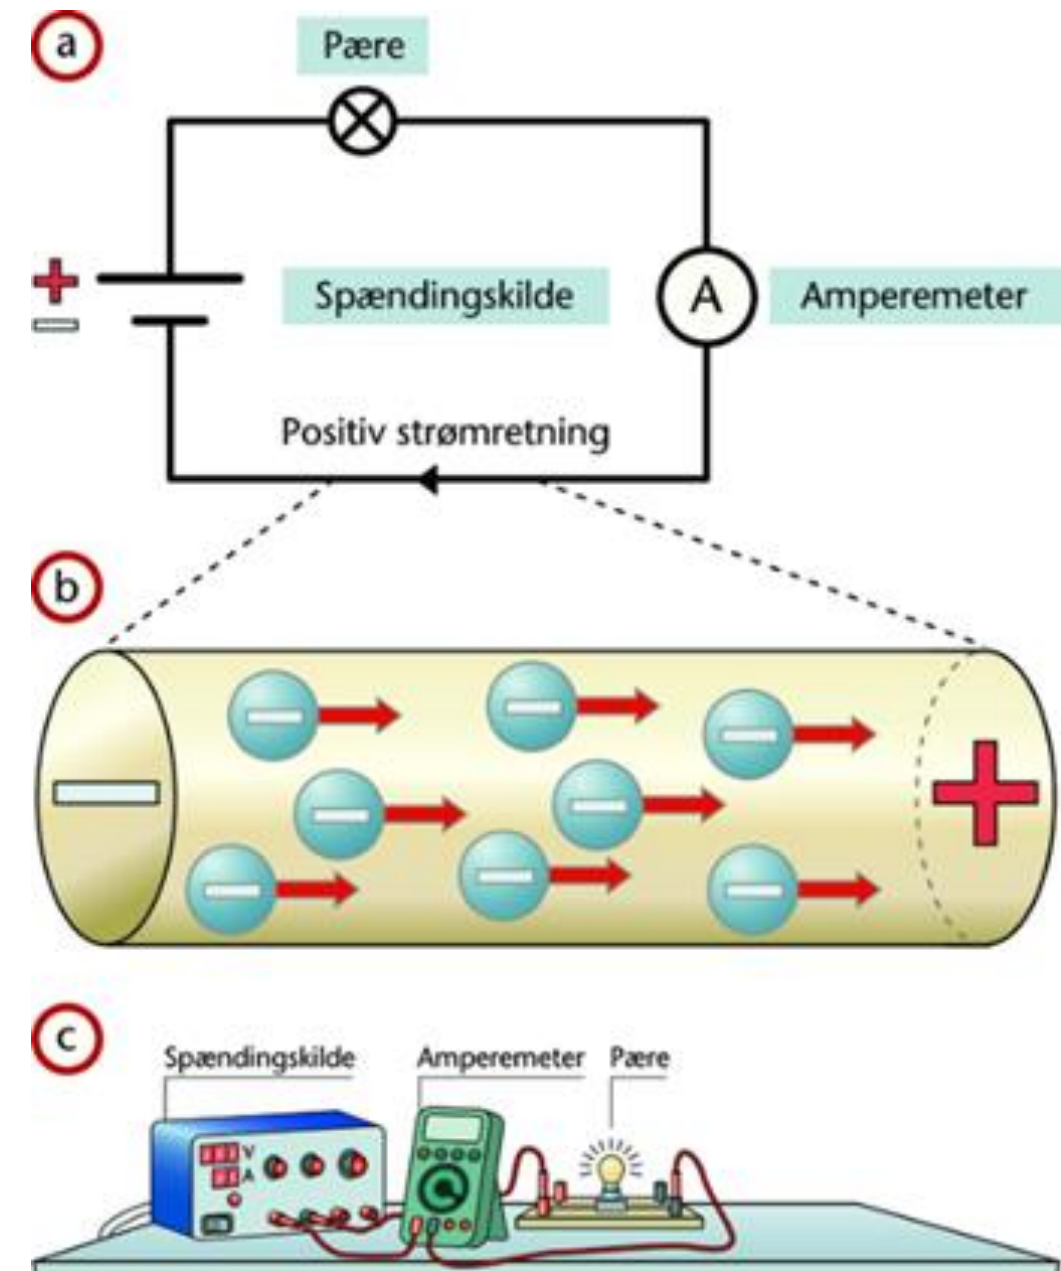 a
Pære
+
−
Spændingskilde
A
Amperemeter
Positiv strømretning
b
−
− − −
− −
− − −
+
c
Spændingskilde
Amperemeter
Pære
V
A